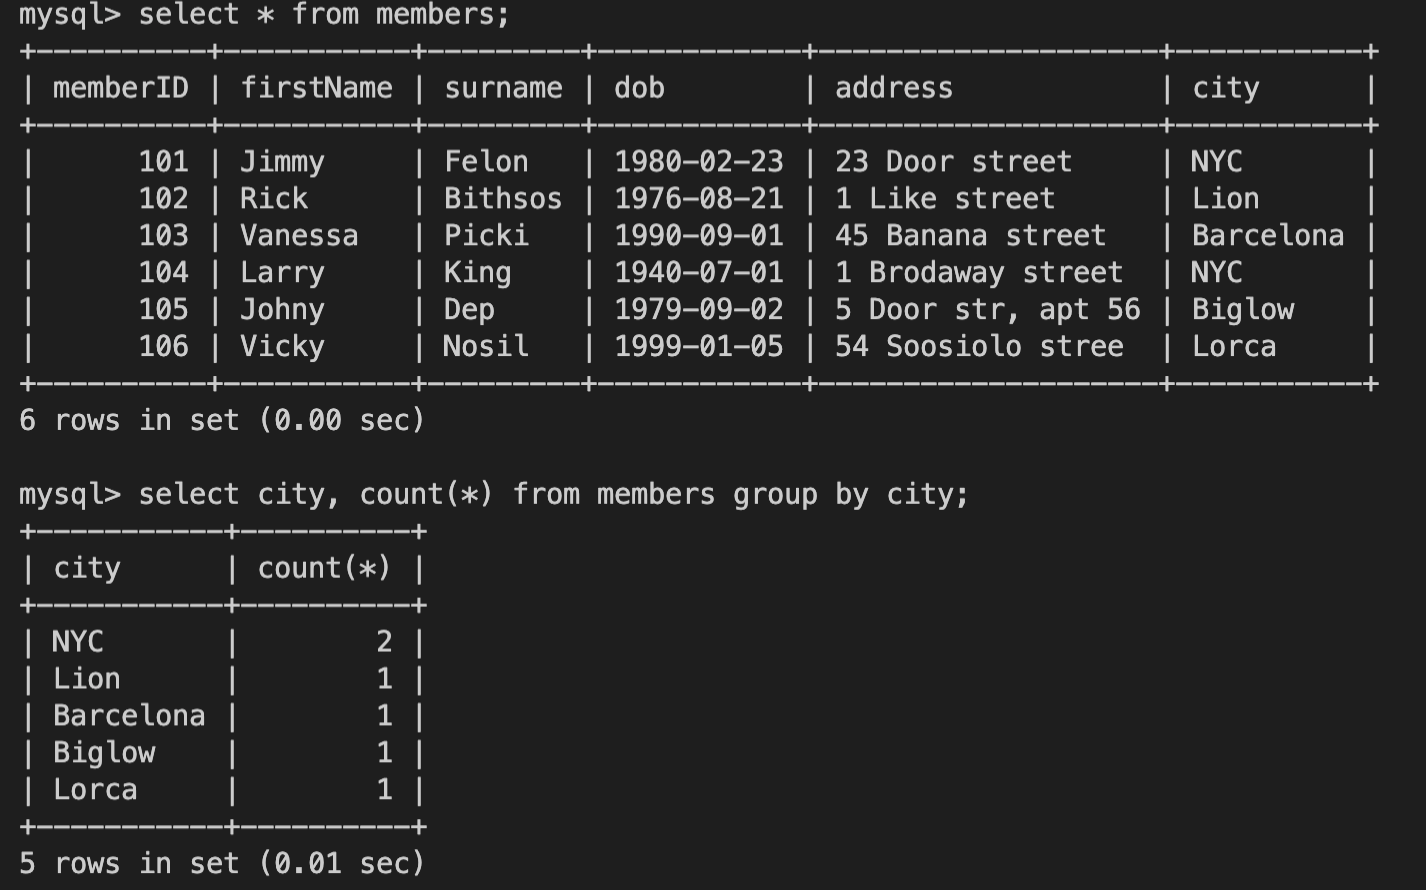 mysql> select * from members;
+----------+-----------+---------+------------+--------------------+-----------+
| memberID | firstName | surname | dob        | address            | city      |
+----------+-----------+---------+------------+--------------------+-----------+
|      101 | Jimmy     | Felon   | 1980-02-23 | 23 Door street     | NYC       |
|      102 | Rick      | Bithsos | 1976-08-21 | 1 Like street      | Lion      |
|      103 | Vanessa   | Picki   | 1990-09-01 | 45 Banana street   | Barcelona |
|      104 | Larry     | King    | 1940-07-01 | 1 Brodaway street  | NYC       |
|      105 | Johny     | Dep     | 1979-09-02 | 5 Door str, apt 56 | Biglow    |
|      106 | Vicky     | Nosil   | 1999-01-05 | 54 Soosiolo stree  | Lorca     |
+----------+-----------+---------+------------+--------------------+-----------+
6 rows in set (0.00 sec)

mysql> select city, count(*) from members group by city;
+-----------+----------+
| city      | count(*) |
+-----------+----------+
| NYC       |        2 |
| Lion      |        1 |
| Barcelona |        1 |
| Biglow    |        1 |
| Lorca     |        1 |
+-----------+----------+
5 rows in set (0.01 sec)